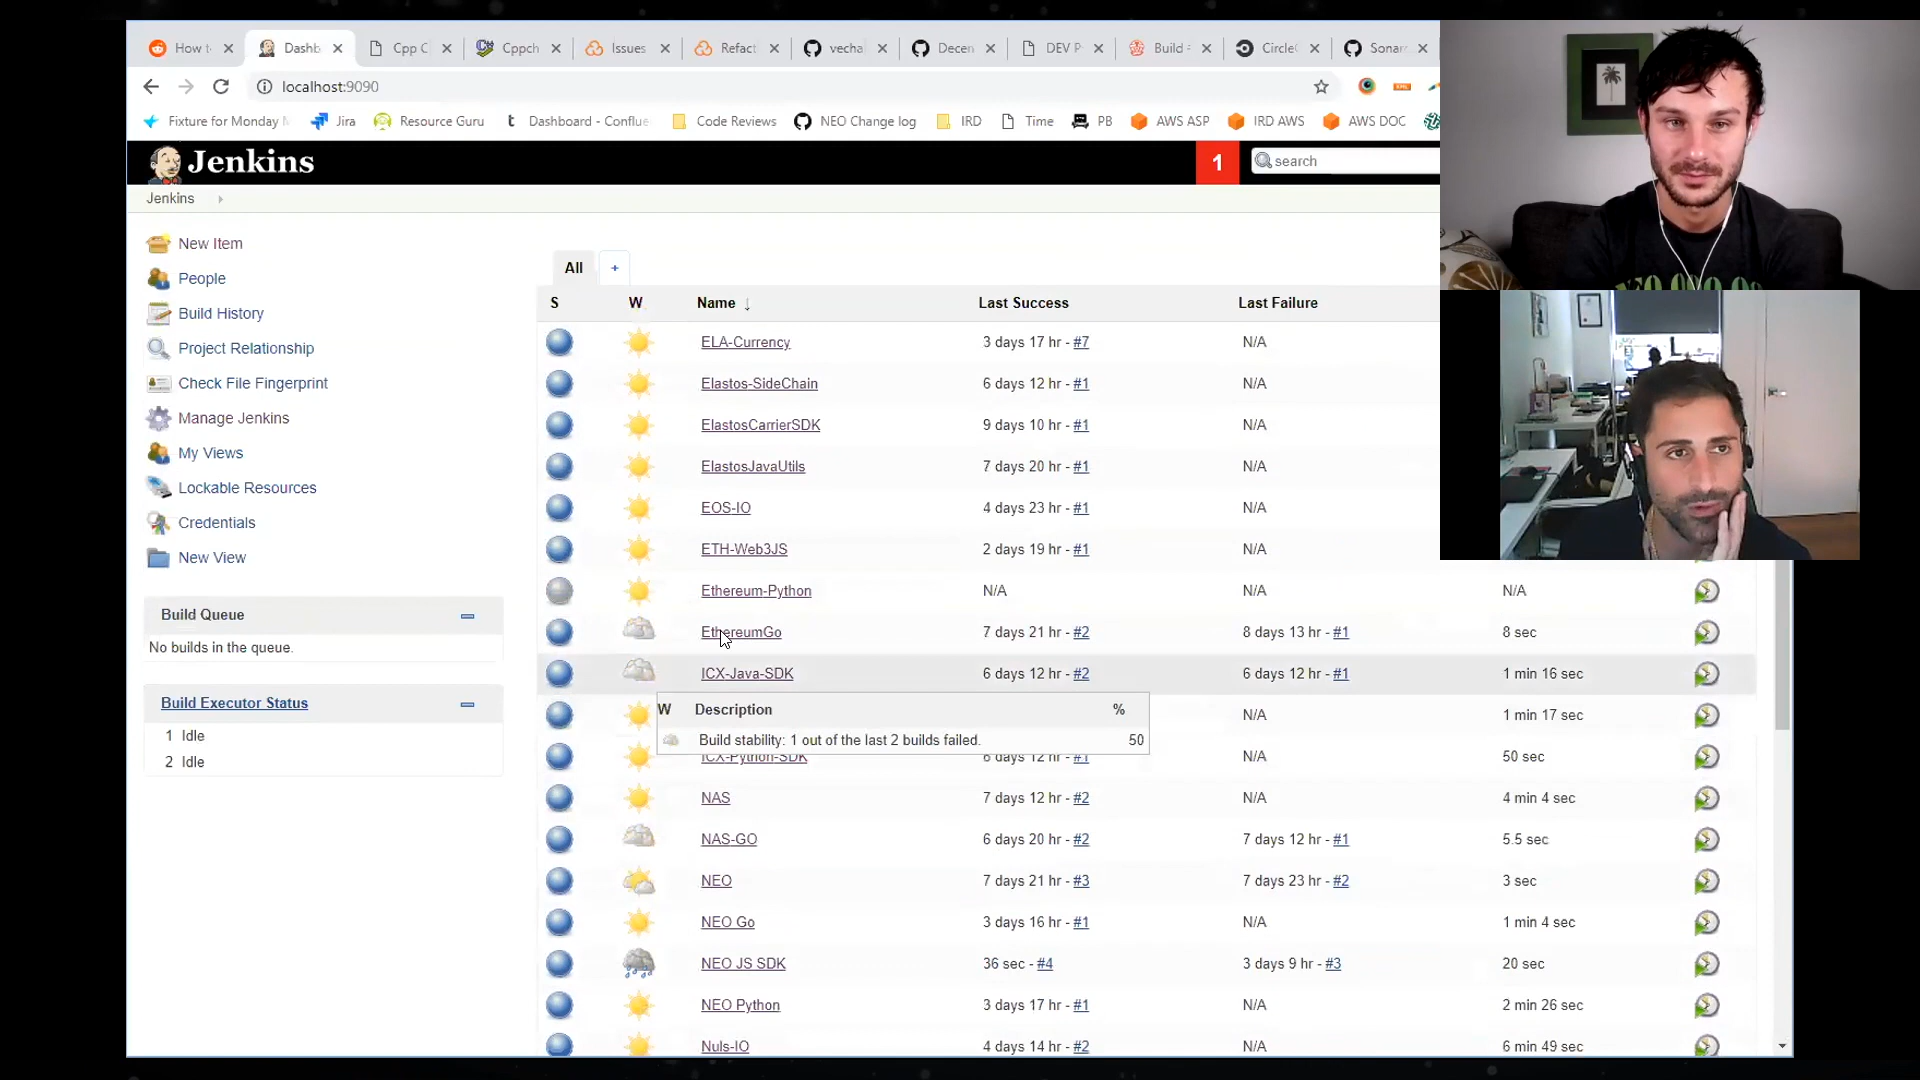 How t
Dashb
Cpp C
Cppch
Issues
Refact
vecha
Decen
DEV P
Build
CircleC
Sonar
localhost:9090
Fixture for Monday
Jira
Resource Guru
Dashboard - Conflue
Code Reviews
NEO Change log
IRD
Time
PB
AWS ASP
IRD AWS
AWS DOC
Jenkins
1
search
Jenkins
New Item
People
Build History
Project Relationship
Check File Fingerprint
Manage Jenkins
My Views
Lockable Resources
Credentials
New View
Build Queue
No builds in the queue.
Build Executor Status
1 Idle
2 Idle
All +
S W Name ↓ Last Success Last Failure
ELA-Currency 3 days 17 hr - #7 N/A
Elastos-SideChain 6 days 12 hr - #1 N/A
ElastosCarrierSDK 9 days 10 hr - #1 N/A
ElastosJavaUtils 7 days 20 hr - #1 N/A
EOS-IO 4 days 23 hr - #1 N/A
ETH-Web3JS 2 days 19 hr - #1 N/A
Ethereum-Python N/A N/A N/A
EthereumGo 7 days 21 hr - #2 8 days 13 hr - #1 8 sec
ICX-Java-SDK 6 days 12 hr - #2 6 days 12 hr - #1 1 min 16 sec
W Description %
N/A 1 min 17 sec
Build stability: 1 out of the last 2 builds failed. 50
ICX-Python-SDK 6 days 12 hr - #1 N/A 50 sec
NAS 7 days 12 hr - #2 N/A 4 min 4 sec
NAS-GO 6 days 20 hr - #2 7 days 12 hr - #1 5.5 sec
NEO 7 days 21 hr - #3 7 days 23 hr - #2 3 sec
NEO Go 3 days 16 hr - #1 N/A 1 min 4 sec
NEO JS SDK 36 sec - #4 3 days 9 hr - #3 20 sec
NEO Python 3 days 17 hr - #1 N/A 2 min 26 sec
Nuls-IO 4 days 14 hr - #2 N/A 6 min 49 sec